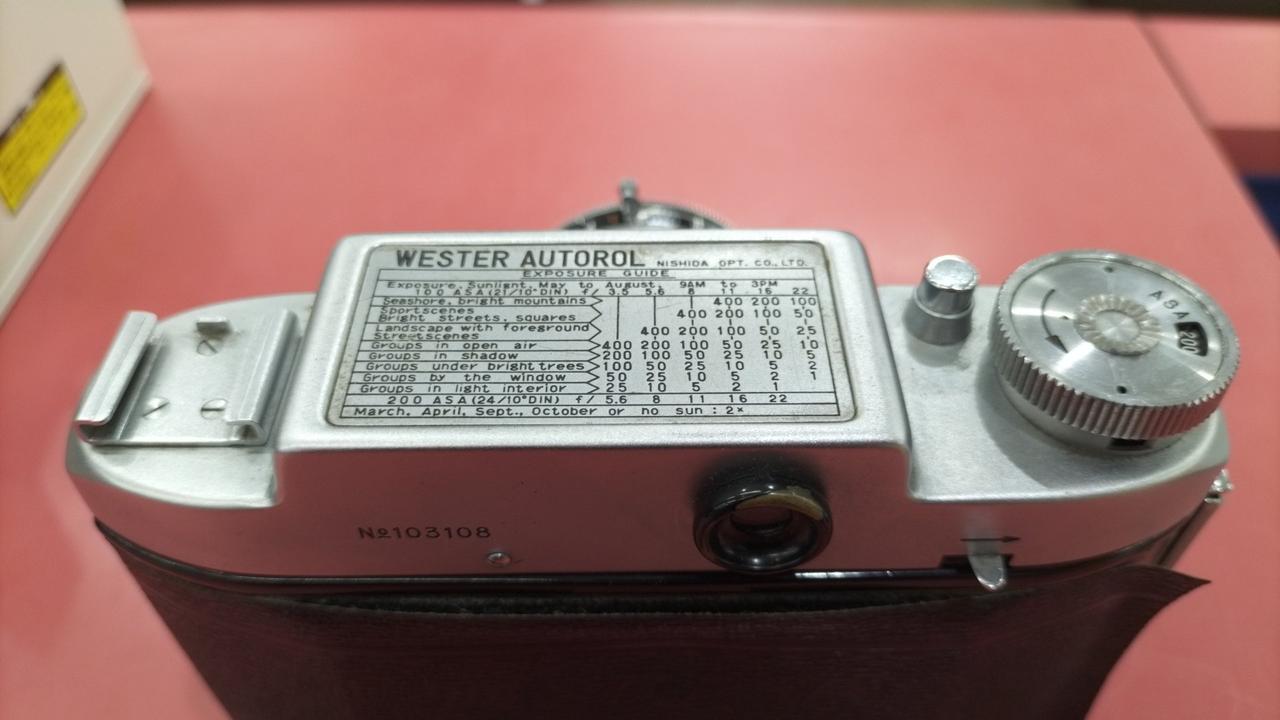 WESTER AUTOROL NISHIDA OPT. CO., LTD.
EXPOSURE GUIDE
Exposure, Sunlight, May to August, 9AM to 3PM
100 ASA (21/10°DIN) f/ 3.5 5.6 8 11 16 22
Seashore, bright mountains 400 200 100
Sportscenes
Bright streets, squares 400 200 100 50
Landscape with foreground
Streetscenes 400 200 100 50 25
Groups in open air 400 200 100 50 25 10
Groups in shadow 200 100 50 25 10 5
Groups under bright trees 100 50 25 10 5 2
Groups by the window 50 25 10 5 2 1
Groups in light interior 25 10 5 2 1
200 ASA (24/10°DIN) f/ 5.6 8 11 16 22
March, April, Sept., October or no sun : 2×
ASA
200
№103108